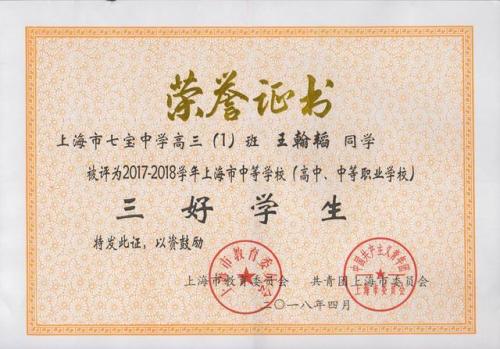 荣誉证书
上海市七宝中学高三（1）班 王翰韬 同学
被评为2017-2018学年上海市中等学校（高中、中等职业学校）
三好学生
特发此证，以资鼓励
上海市教育委员会 共青团上海市委员会
二〇一八年四月
上海市教育委员会
中国共产主义青年团
上海市委员会